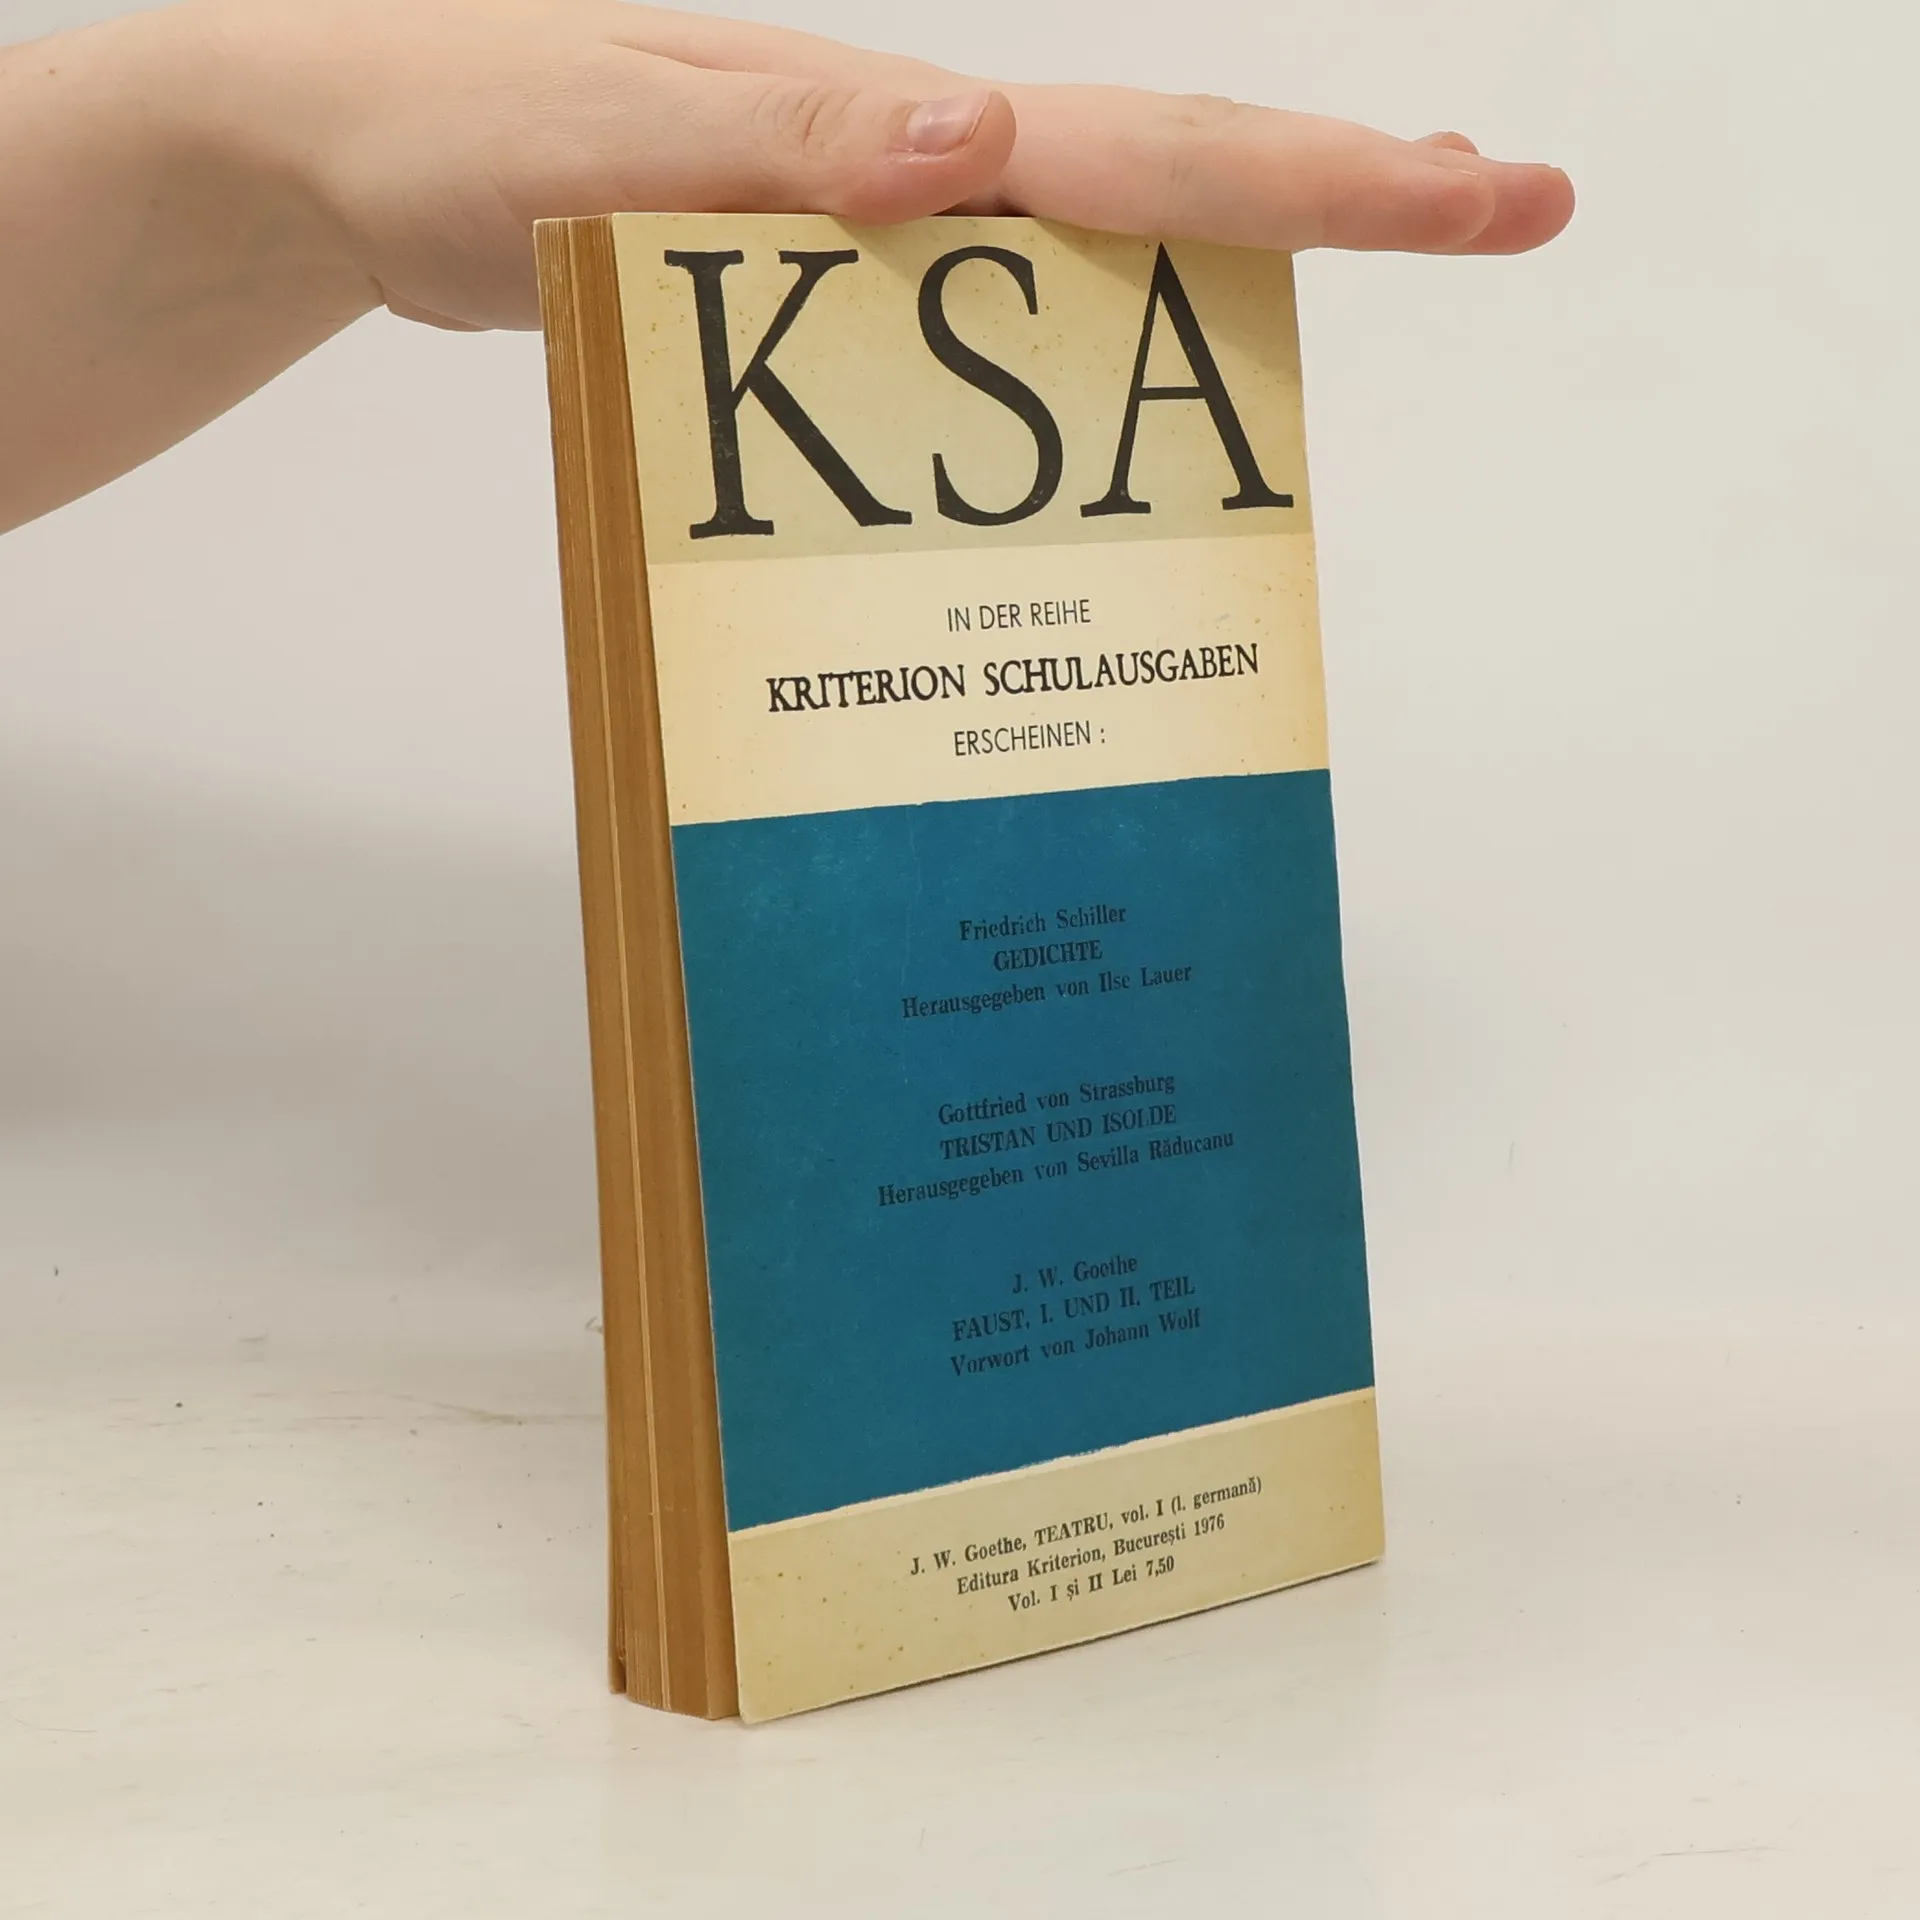 KSA
IN DER REIHE
KRITERION SCHULAUSGABEN
ERSCHEINEN :
Friedrich Schiller
GEDICHTE
Herausgegeben von Ilse Lauer
Gottfried von Strassburg
TRISTAN UND ISOLDE
Herausgegeben von Sevilla Răducanu
J. W. Goethe
FAUST, I. UND II. TEIL
Vorwort von Johann Wolf
J. W. Goethe, TEATRU, vol. I (l. germană)
Editura Kriterion, București 1976
Vol. I și II Lei 7,50